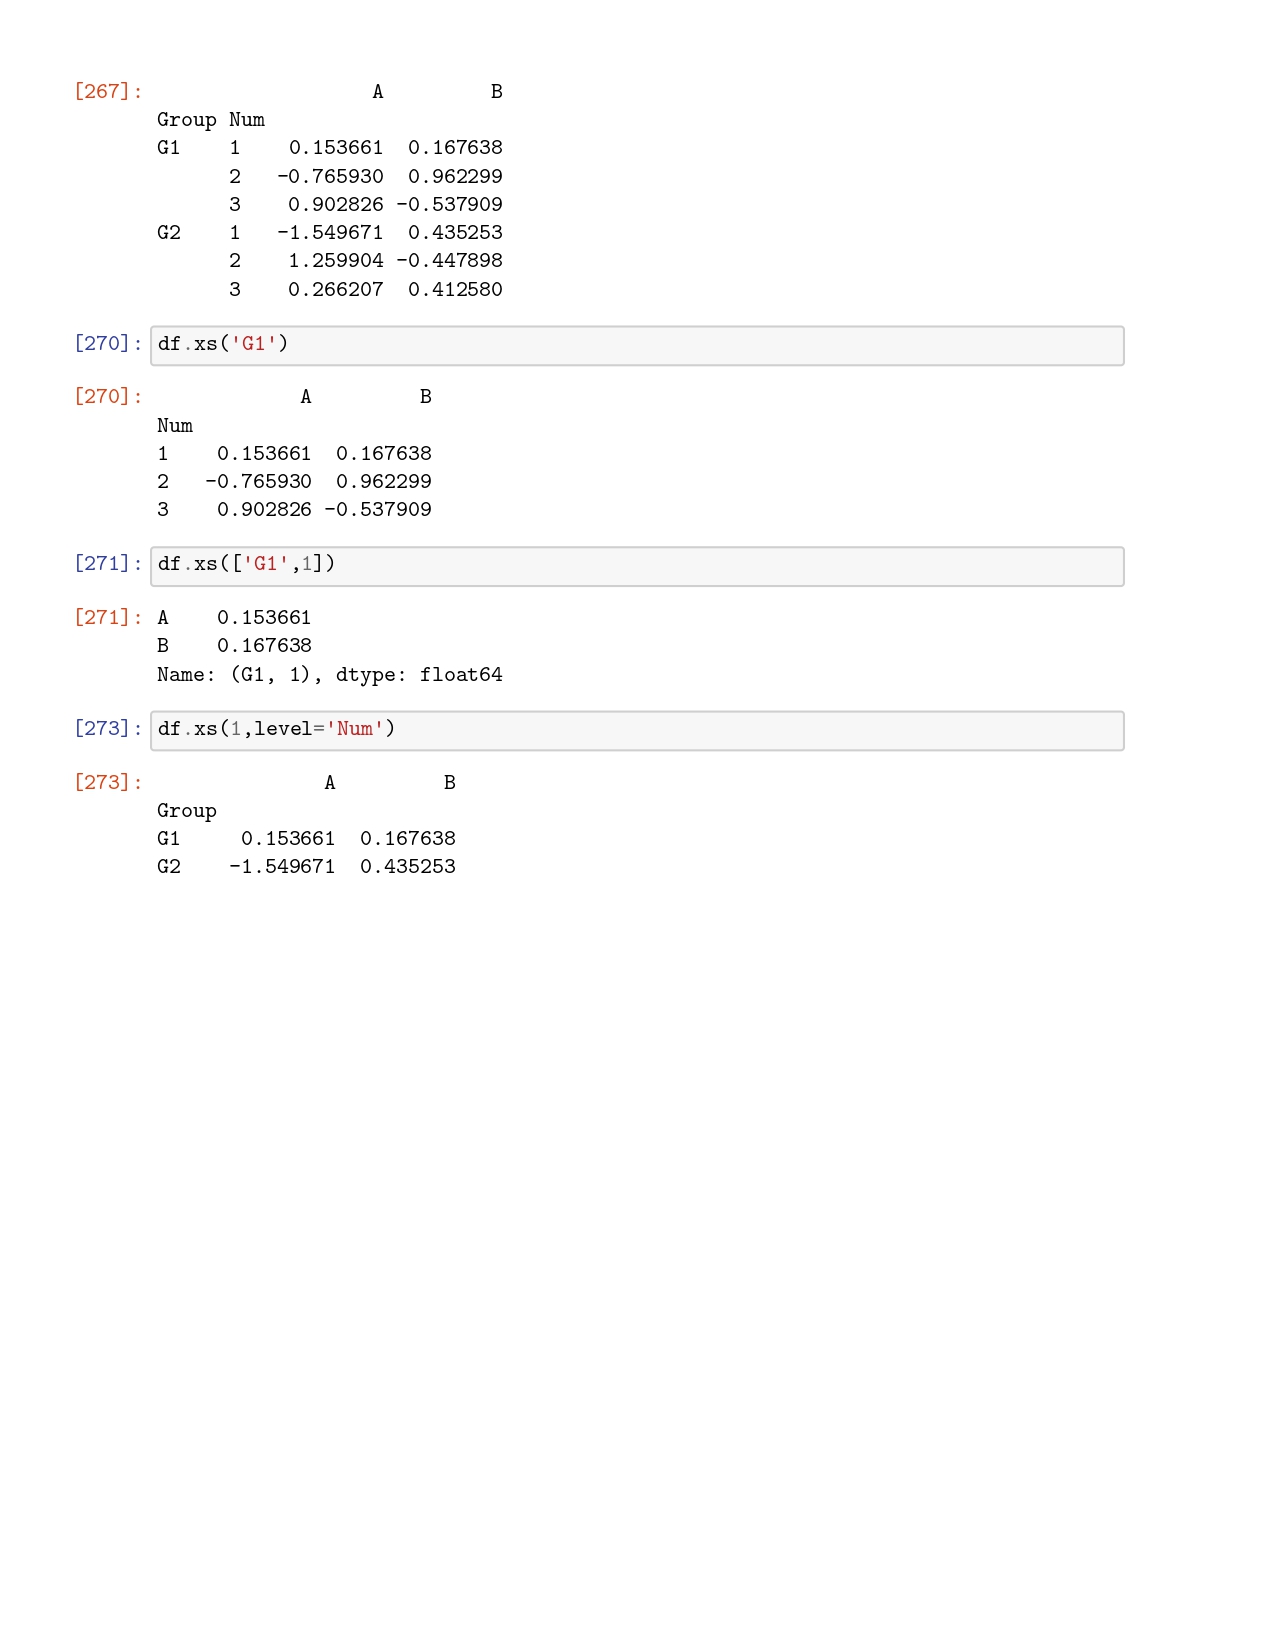 [267]:                   A         B
       Group Num
       G1    1    0.153661  0.167638
             2   -0.765930  0.962299
             3    0.902826 -0.537909
       G2    1   -1.549671  0.435253
             2    1.259904 -0.447898
             3    0.266207  0.412580
[270]: df.xs('G1')
[270]:             A         B
       Num
       1    0.153661  0.167638
       2   -0.765930  0.962299
       3    0.902826 -0.537909
[271]: df.xs(['G1',1])
[271]: A    0.153661
       B    0.167638
       Name: (G1, 1), dtype: float64
[273]: df.xs(1,level='Num')
[273]:               A         B
       Group
       G1     0.153661  0.167638
       G2    -1.549671  0.435253